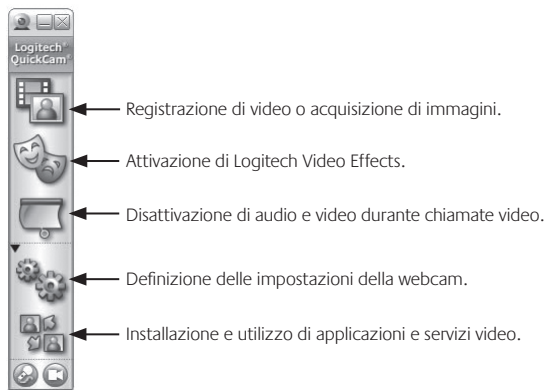 Logitech®
QuickCam®
Registrazione di video o acquisizione di immagini.
Attivazione di Logitech Video Effects.
Disattivazione di audio e video durante chiamate video.
Definizione delle impostazioni della webcam.
Installazione e utilizzo di applicazioni e servizi video.